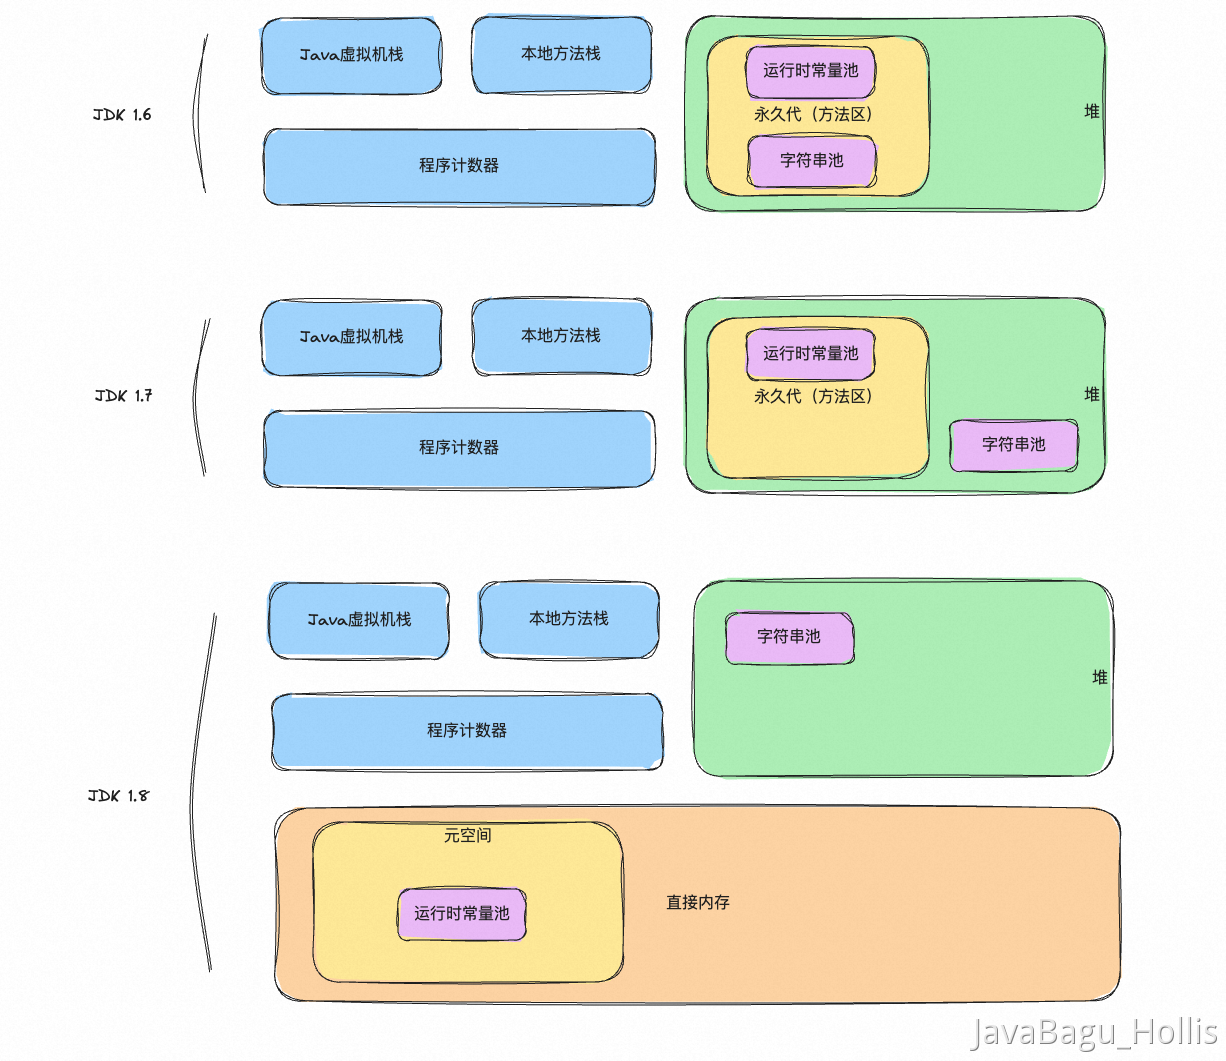 JDK 1.6
Java虚拟机栈
本地方法栈
程序计数器
运行时常量池
永久代（方法区）
字符串池
堆
JDK 1.7
Java虚拟机栈
本地方法栈
程序计数器
运行时常量池
永久代（方法区）
字符串池
堆
JDK 1.8
Java虚拟机栈
本地方法栈
程序计数器
字符串池
堆
元空间
运行时常量池
直接内存
JavaBagu_Hollis